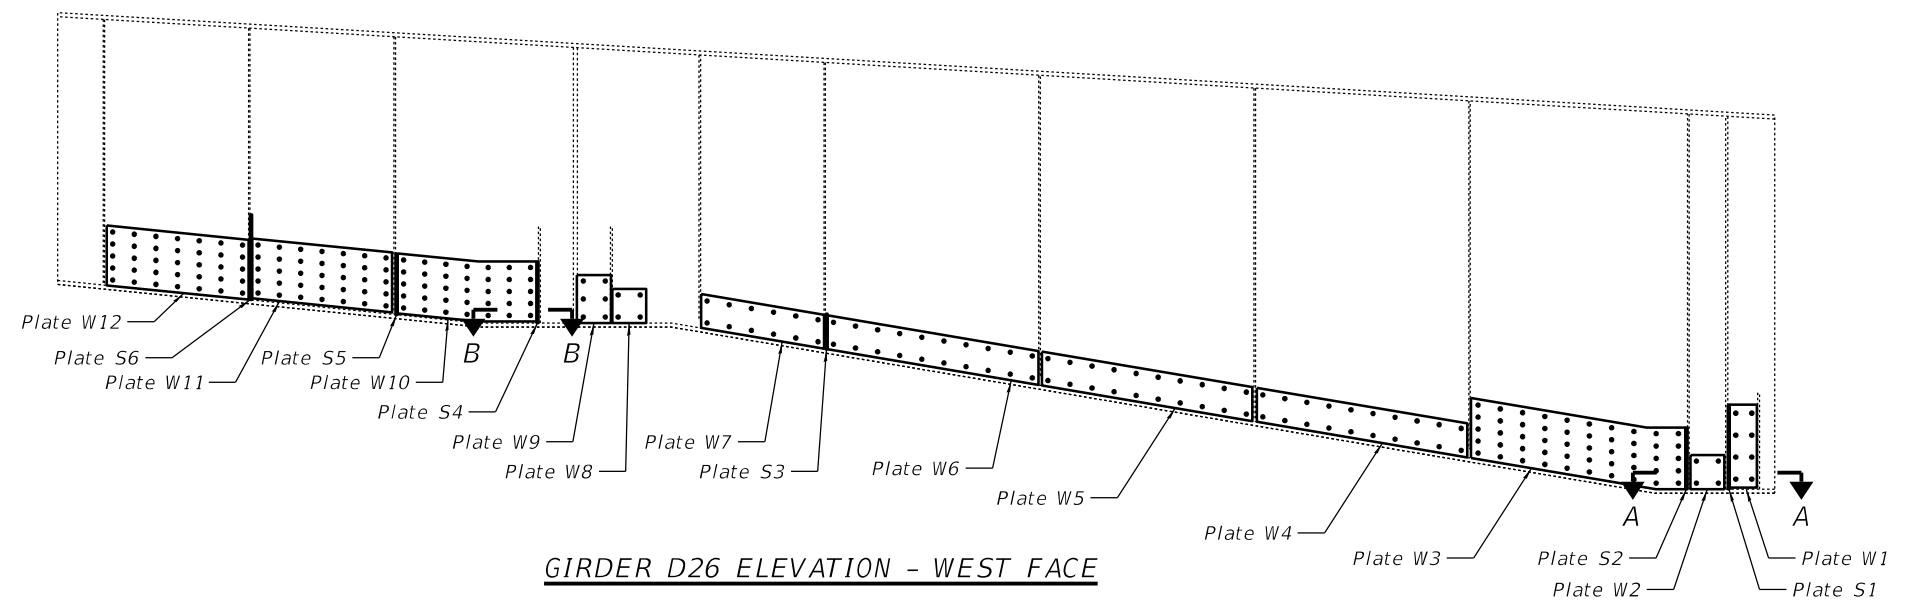 Plate W12
Plate S6
Plate W11
Plate S5
Plate W10
B
B
Plate S4
Plate W9
Plate W8
Plate W7
Plate S3
Plate W6
Plate W5
Plate W4
Plate W3
A
A
Plate S2
Plate W2
Plate W1
Plate S1
GIRDER D26 ELEVATION – WEST FACE